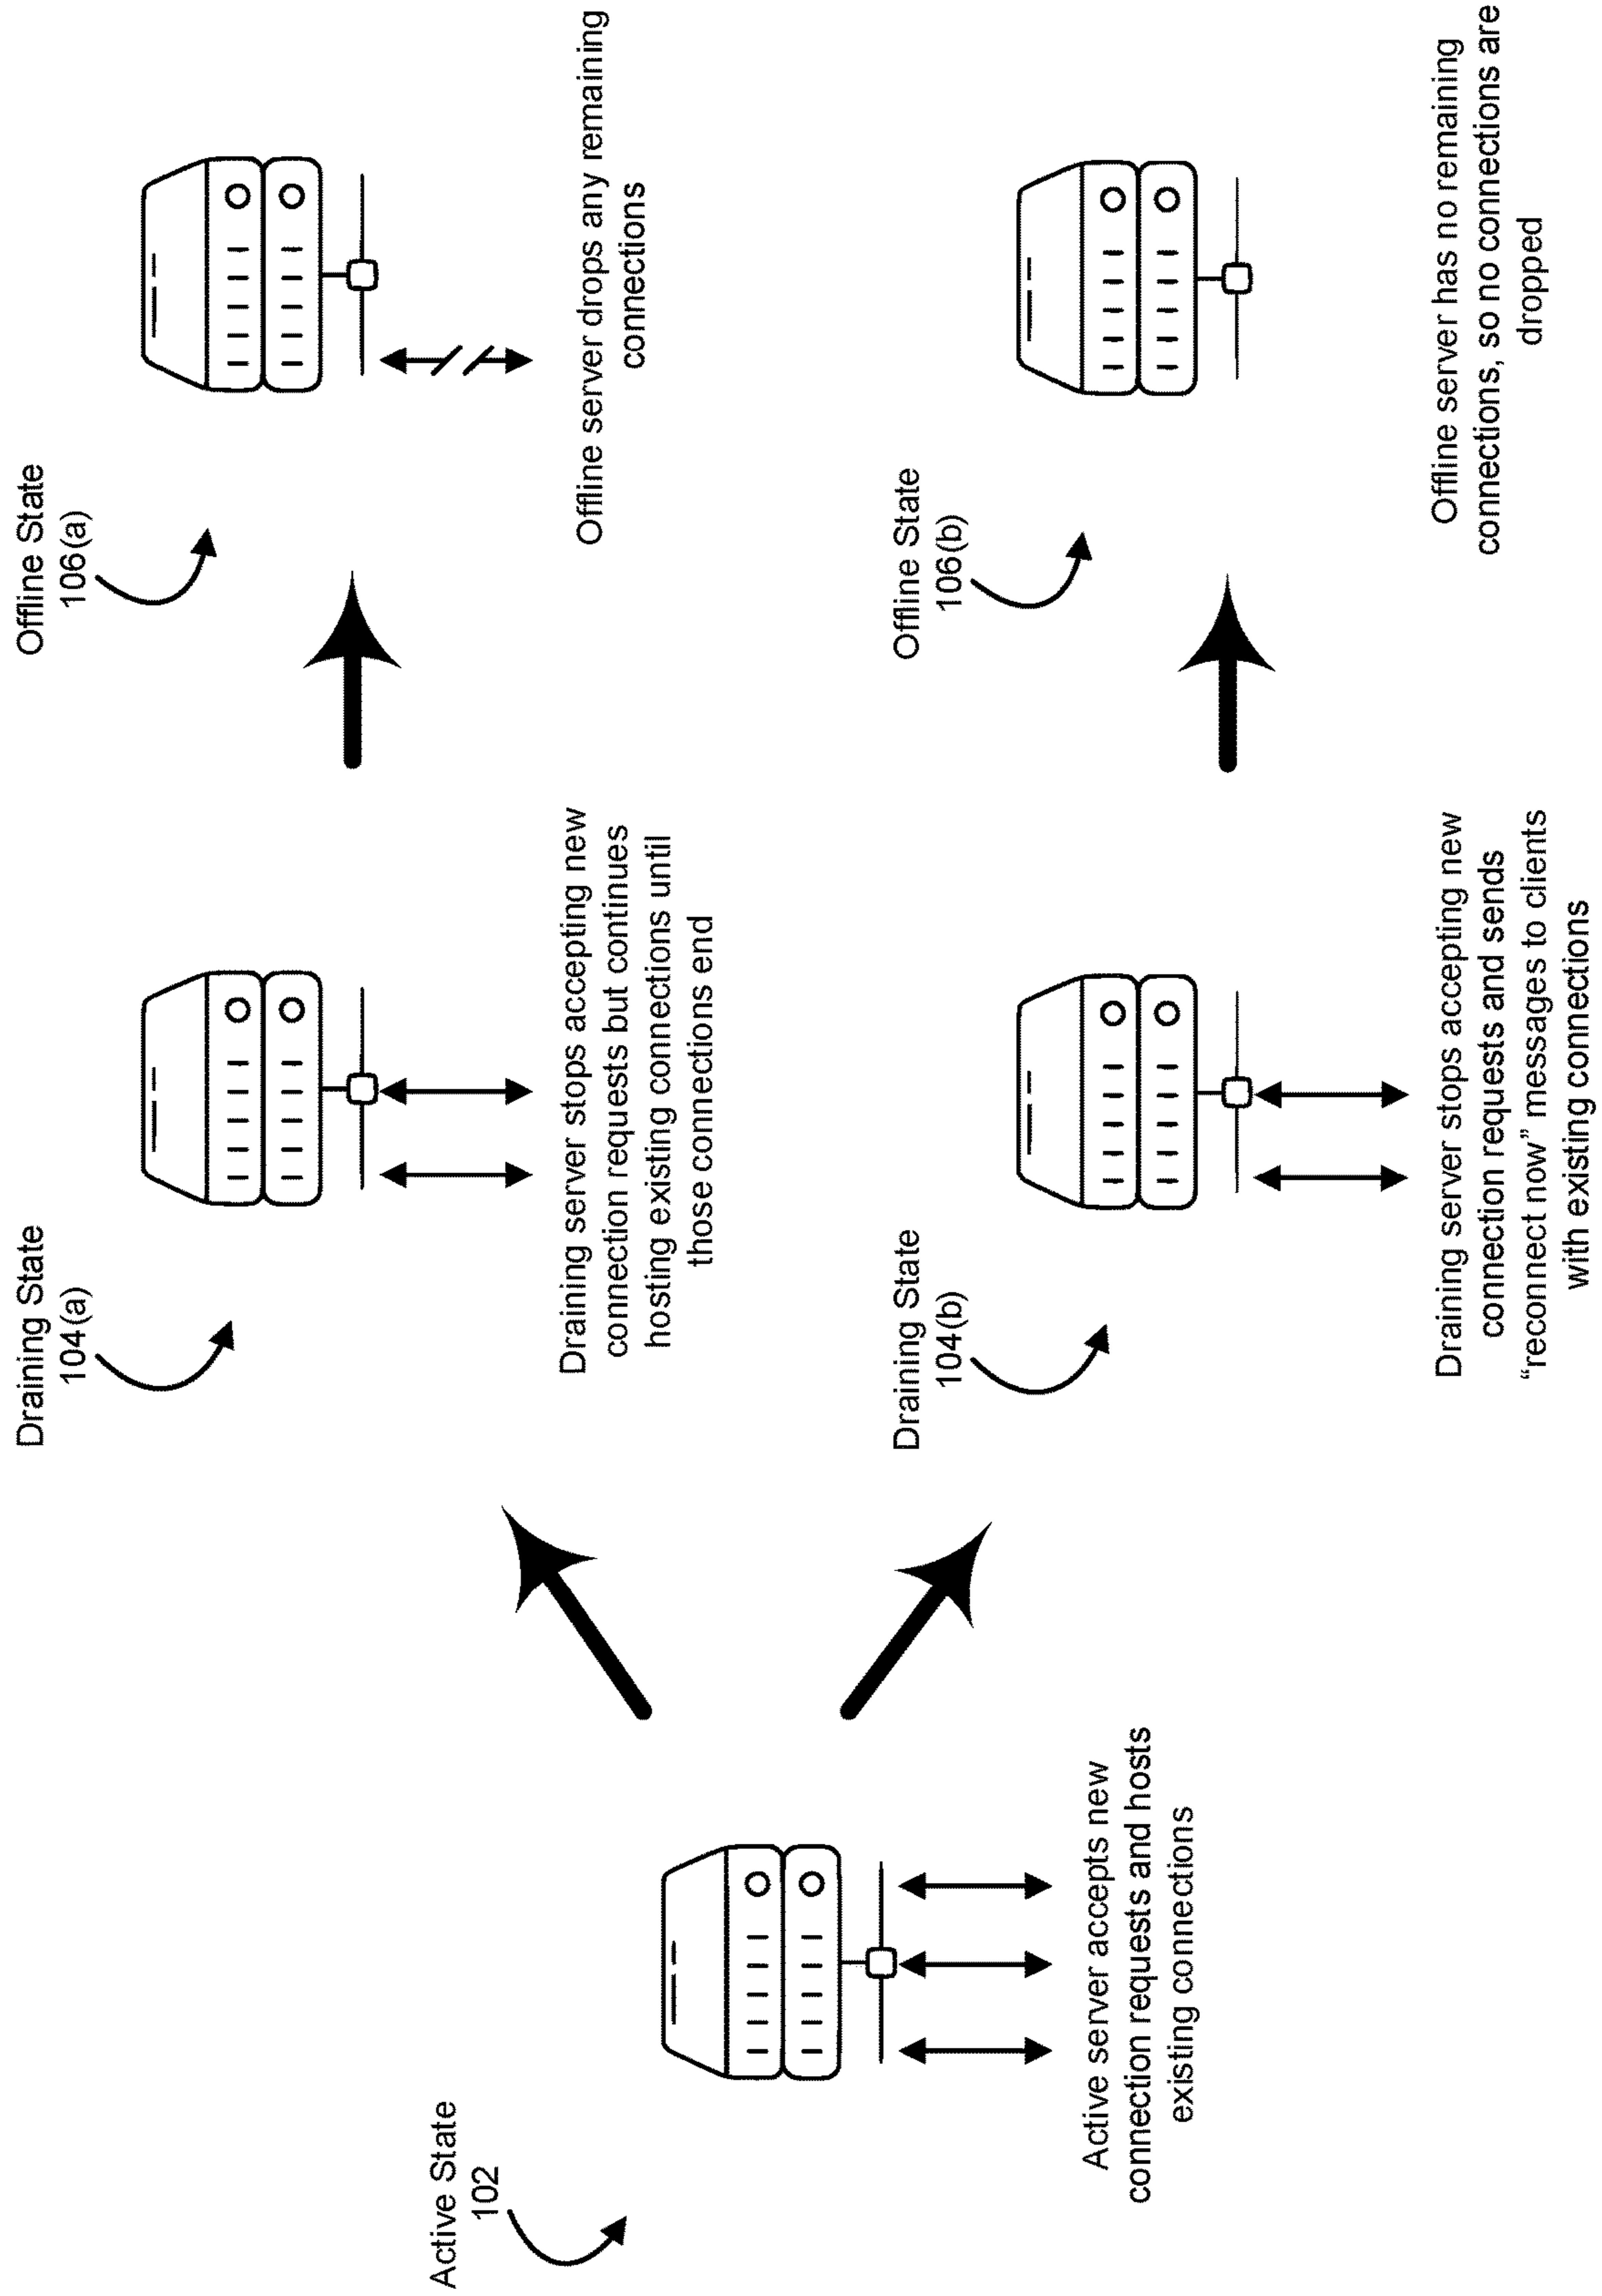 Active State
102
Active server accepts new
connection requests and hosts
existing connections
Draining State
104(a)
Draining server stops accepting new
connection requests but continues
hosting existing connections until
those connections end
Offline State
106(a)
Offline server drops any remaining
connections
Draining State
104(b)
Draining server stops accepting new
connection requests and sends
“reconnect now” messages to clients
with existing connections
Offline State
106(b)
Offline server has no remaining
connections, so no connections are
dropped